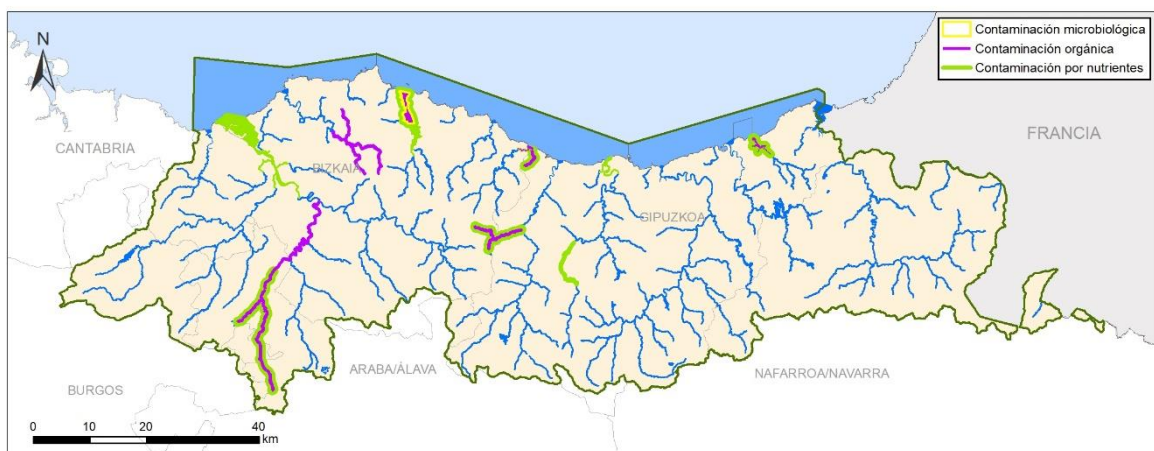 N
Contaminación microbiológica
Contaminación orgánica
Contaminación por nutrientes
CANTABRIA
FRANCIA
BIZKAIA
GIPUZKOA
ARABA/ÁLAVA
NAFARROA/NAVARRA
BURGOS
0 10 20 40
km